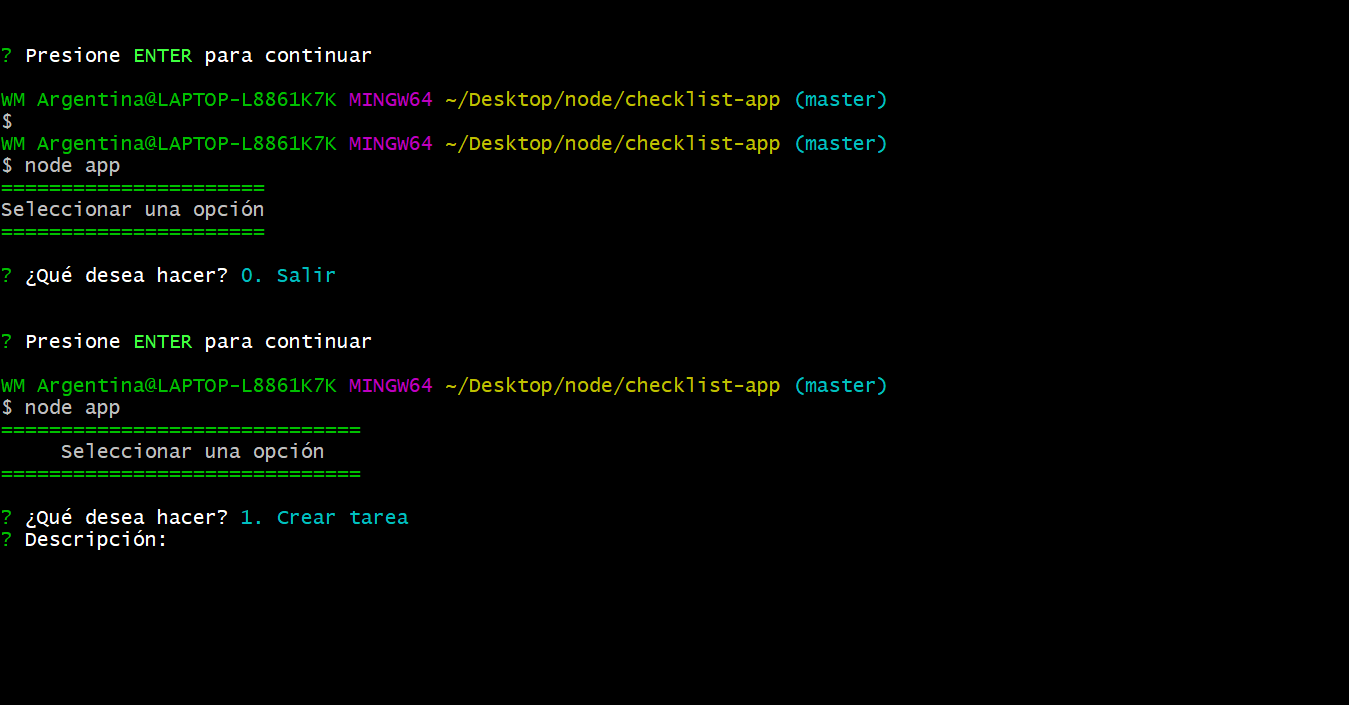 ? Presione ENTER para continuar
WM Argentina@LAPTOP-L8861K7K MINGW64 ~/Desktop/node/checklist-app (master)
$
WM Argentina@LAPTOP-L8861K7K MINGW64 ~/Desktop/node/checklist-app (master)
$ node app
======================
Seleccionar una opción
======================
? ¿Qué desea hacer? 0. Salir
? Presione ENTER para continuar
WM Argentina@LAPTOP-L8861K7K MINGW64 ~/Desktop/node/checklist-app (master)
$ node app
==============================
     Seleccionar una opción
==============================
? ¿Qué desea hacer? 1. Crear tarea
? Descripción: